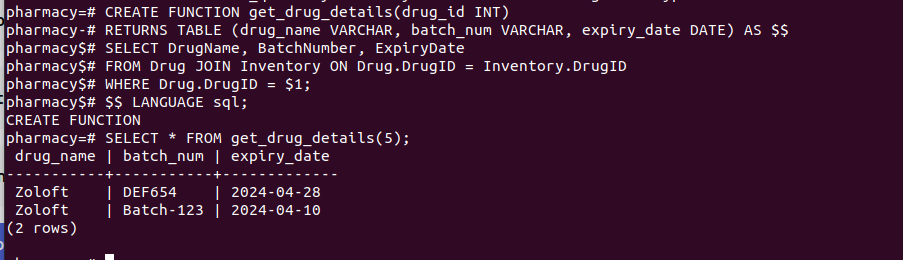 pharmacy=# CREATE FUNCTION get_drug_details(drug_id INT)
pharmacy-# RETURNS TABLE (drug_name VARCHAR, batch_num VARCHAR, expiry_date DATE) AS $$
pharmacy$# SELECT DrugName, BatchNumber, ExpiryDate
pharmacy$# FROM Drug JOIN Inventory ON Drug.DrugID = Inventory.DrugID
pharmacy$# WHERE Drug.DrugID = $1;
pharmacy$# $$ LANGUAGE sql;
CREATE FUNCTION
pharmacy=# SELECT * FROM get_drug_details(5);
 drug_name | batch_num | expiry_date
-----------+-----------+-------------
 Zoloft    | DEF654    | 2024-04-28
 Zoloft    | Batch-123 | 2024-04-10
(2 rows)